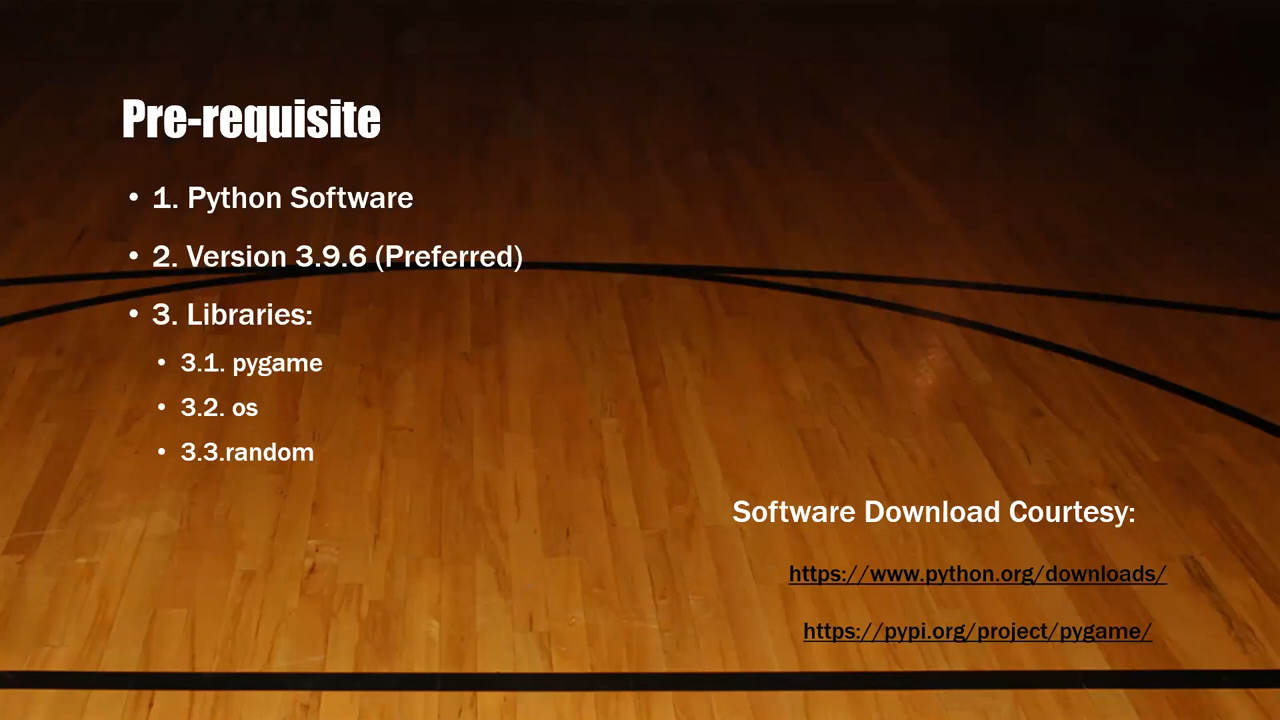 Pre-requisite
• 1. Python Software
• 2. Version 3.9.6 (Preferred)
• 3. Libraries:
• 3.1. pygame
• 3.2. os
• 3.3.random
Software Download Courtesy:
https://www.python.org/downloads/
https://pypi.org/project/pygame/